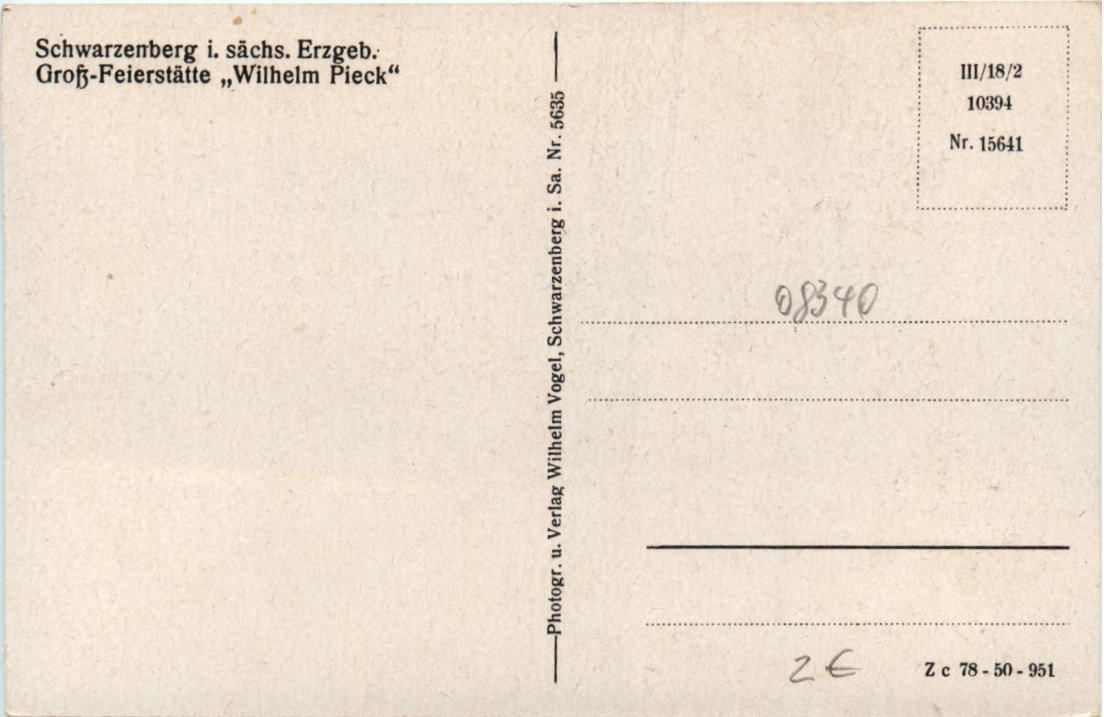 Schwarzenberg i. sächs. Erzgeb.
Groß-Feierstätte „Wilhelm Pieck“
Photogr. u. Verlag Wilhelm Vogel, Schwarzenberg i. Sa. Nr. 5635
III/18/2
10394
Nr. 15641
08340
2 €
Z c 78 - 50 - 951